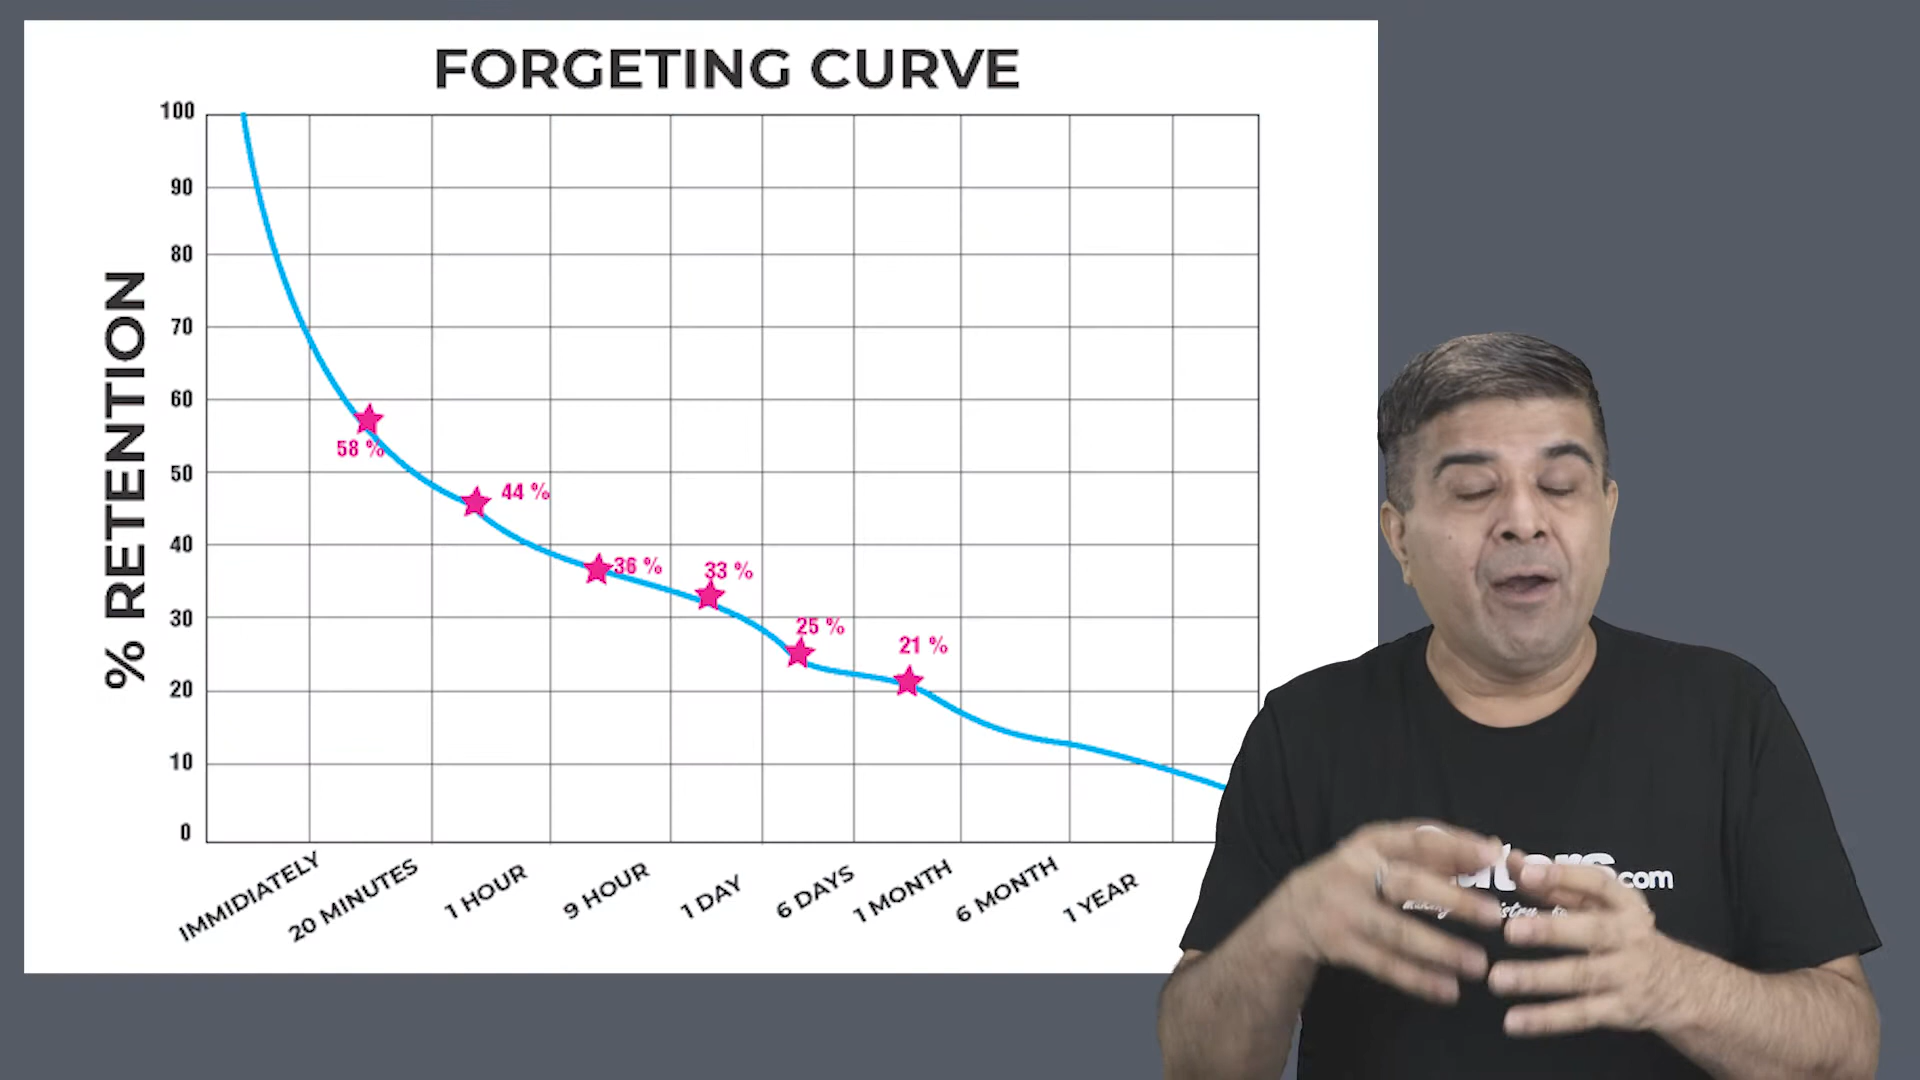 FORGETING CURVE
% RETENTION
100
90
80
70
60
50
40
30
20
10
0
58 %
44 %
36 %
33 %
25 %
21 %
IMMIDIATELY
20 MINUTES
1 HOUR
9 HOUR
1 DAY
6 DAYS
1 MONTH
6 MONTH
1 YEAR
.com